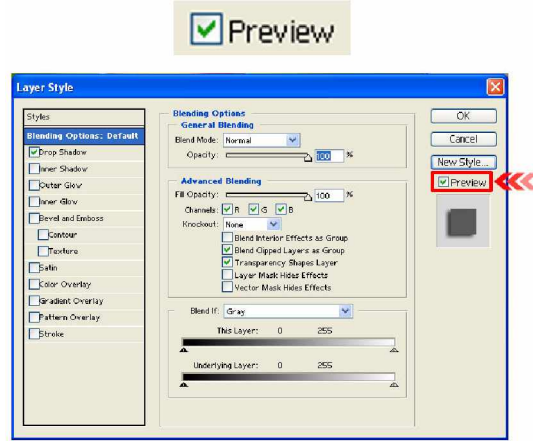 Preview
Layer Style
Styles
Blending Options: Default
Drop Shadow
Inner Shadow
Outer Glow
Inner Glow
Bevel and Emboss
Contour
Texture
Satin
Color Overlay
Gradient Overlay
Pattern Overlay
Stroke
Blending Options
General Blending
Blend Mode: Normal
Opacity: 100 %
Advanced Blending
Fill Opacity: 100 %
Channels: R G B
Knockout: None
Blend Interior Effects as Group
Blend Clipped Layers as Group
Transparency Shapes Layer
Layer Mask Hides Effects
Vector Mask Hides Effects
Blend If: Gray
This Layer: 0 255
Underlying Layer: 0 255
OK
Cancel
New Style...
Preview